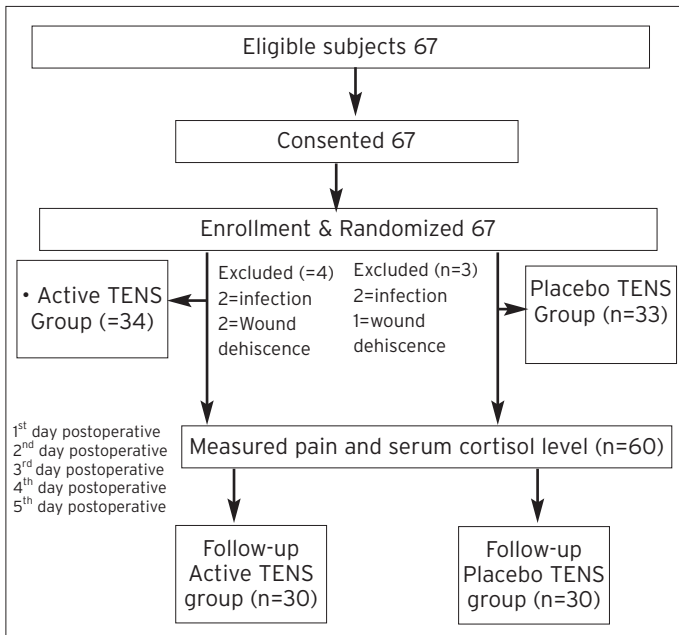 Eligible subjects 67
Consented 67
Enrollment & Randomized 67
• Active TENS
Group (=34)
Excluded (=4)
2=infection
2=Wound
dehiscence
Excluded (n=3)
2=infection
1=wound
dehiscence
Placebo TENS
Group (n=33)
1st day postoperative
2nd day postoperative
3rd day postoperative
4th day postoperative
5th day postoperative
Measured pain and serum cortisol level (n=60)
Follow-up
Active TENS
group (n=30)
Follow-up
Placebo TENS
group (n=30)